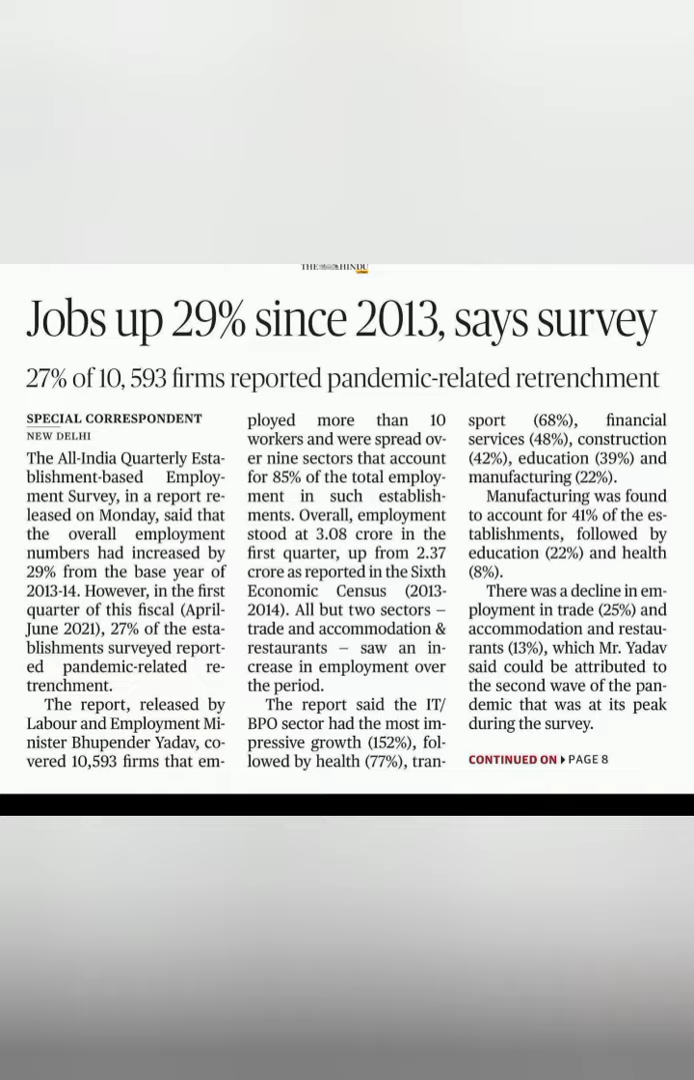 THE HINDU
Jobs up 29% since 2013, says survey
27% of 10, 593 firms reported pandemic-related retrenchment
SPECIAL CORRESPONDENT
NEW DELHI
The All-India Quarterly Esta-
blishment-based Employ-
ment Survey, in a report re-
leased on Monday, said that
the overall employment
numbers had increased by
29% from the base year of
2013-14. However, in the first
quarter of this fiscal (April-
June 2021), 27% of the esta-
blishments surveyed report-
ed pandemic-related re-
trenchment.
The report, released by
Labour and Employment Mi-
nister Bhupender Yadav, co-
vered 10,593 firms that em-
ployed more than 10
workers and were spread ov-
er nine sectors that account
for 85% of the total employ-
ment in such establish-
ments. Overall, employment
stood at 3.08 crore in the
first quarter, up from 2.37
crore as reported in the Sixth
Economic Census (2013-
2014). All but two sectors –
trade and accommodation &
restaurants – saw an in-
crease in employment over
the period.
The report said the IT/
BPO sector had the most im-
pressive growth (152%), fol-
lowed by health (77%), tran-
sport (68%), financial
services (48%), construction
(42%), education (39%) and
manufacturing (22%).
Manufacturing was found
to account for 41% of the es-
tablishments, followed by
education (22%) and health
(8%).
There was a decline in em-
ployment in trade (25%) and
accommodation and restau-
rants (13%), which Mr. Yadav
said could be attributed to
the second wave of the pan-
demic that was at its peak
during the survey.
CONTINUED ON PAGE 8